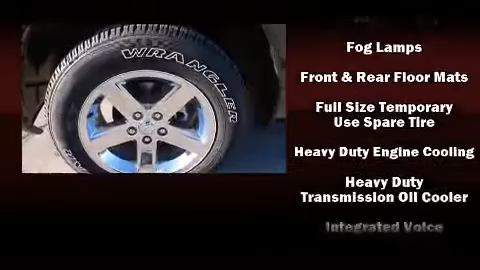 WRANGLER
Fog Lamps
Front & Rear Floor Mats
Full Size Temporary
Use Spare Tire
Heavy Duty Engine Cooling
Heavy Duty
Transmission Oil Cooler
Integrated Voice